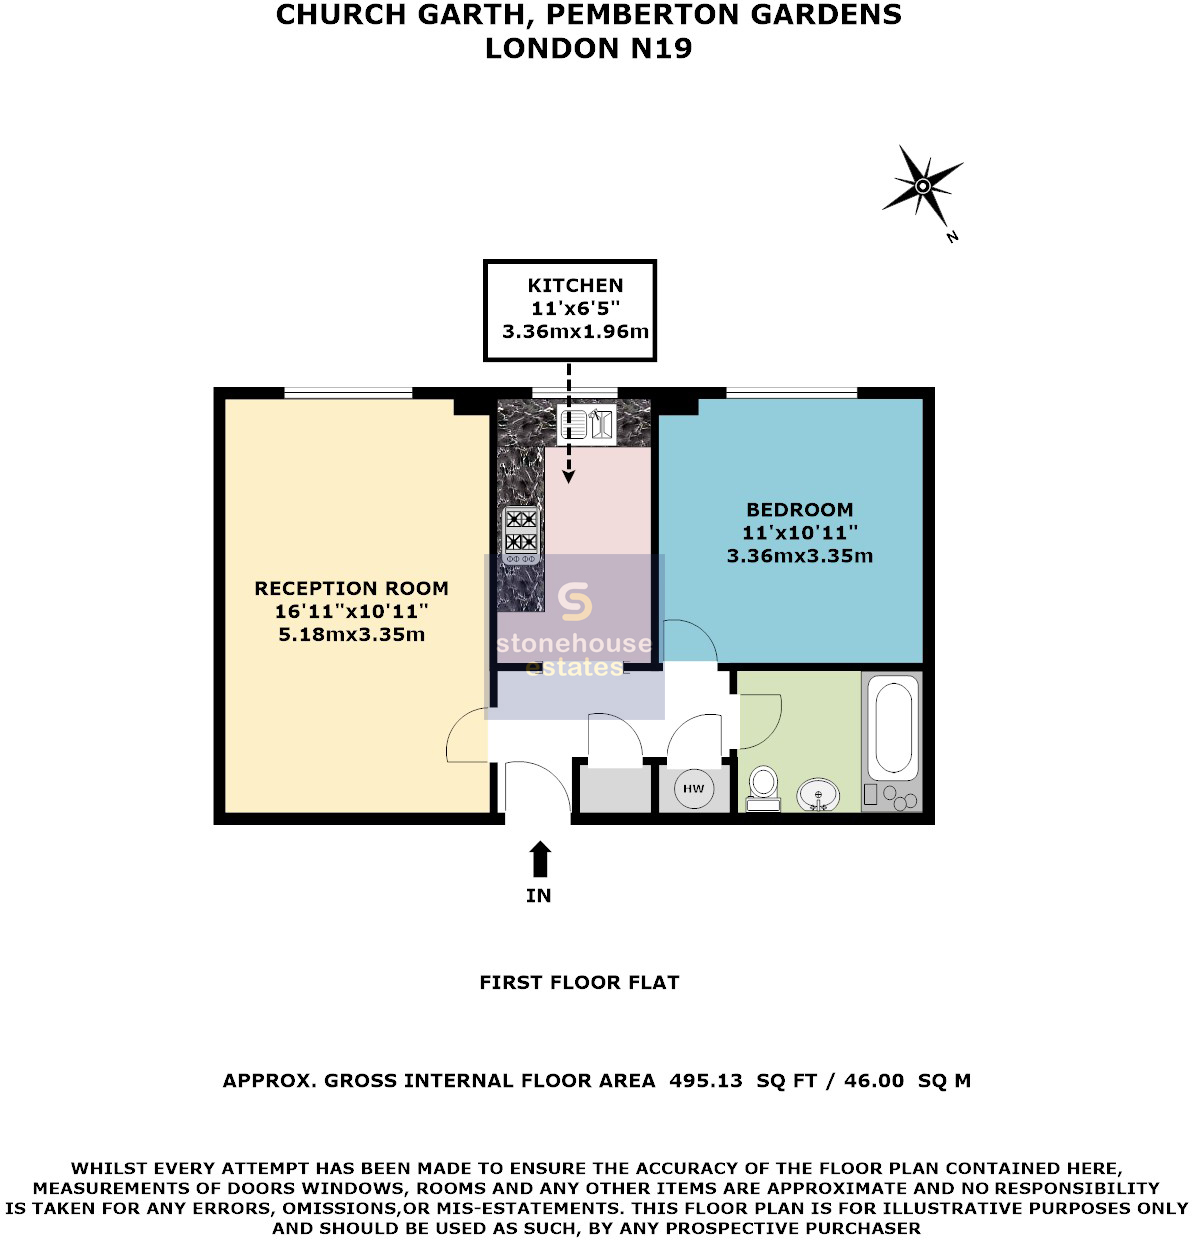 CHURCH GARTH, PEMBERTON GARDENS
LONDON N19
N
KITCHEN
11'x6'5"
3.36mx1.96m
BEDROOM
11'x10'11"
3.36mx3.35m
RECEPTION ROOM
16'11"x10'11"
5.18mx3.35m
stonehouse
estates
HW
IN
FIRST FLOOR FLAT
APPROX. GROSS INTERNAL FLOOR AREA 495.13 SQ FT / 46.00 SQ M
WHILST EVERY ATTEMPT HAS BEEN MADE TO ENSURE THE ACCURACY OF THE FLOOR PLAN CONTAINED HERE,
MEASUREMENTS OF DOORS WINDOWS, ROOMS AND ANY OTHER ITEMS ARE APPROXIMATE AND NO RESPONSIBILITY
IS TAKEN FOR ANY ERRORS, OMISSIONS,OR MIS-ESTATEMENTS. THIS FLOOR PLAN IS FOR ILLUSTRATIVE PURPOSES ONLY
AND SHOULD BE USED AS SUCH, BY ANY PROSPECTIVE PURCHASER